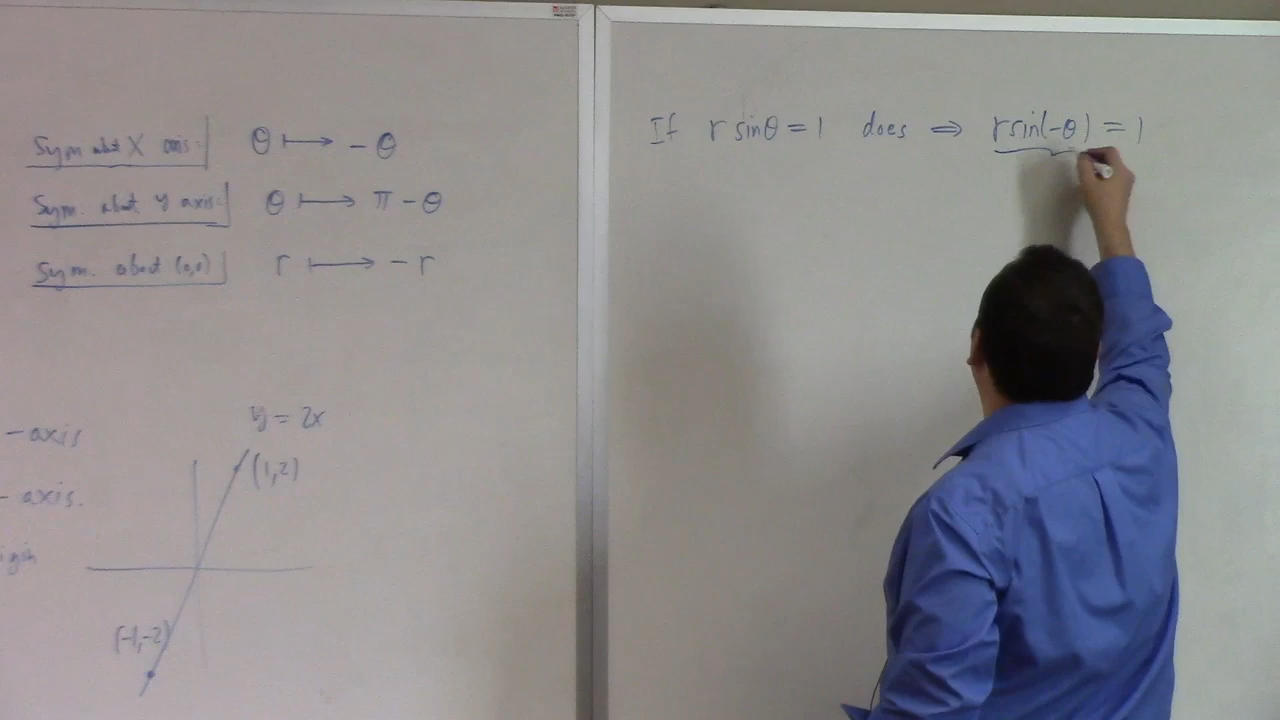 Sym about X axis: θ ↦ -θ
Sym. about y axis: θ ↦ π - θ
Sym. about (0,0) r ↦ -r
-axis
- axis.
igin
y = 2x
(1,2)
(-1,-2)
If r sinθ = 1 does ⇒ r sin(-θ) = 1